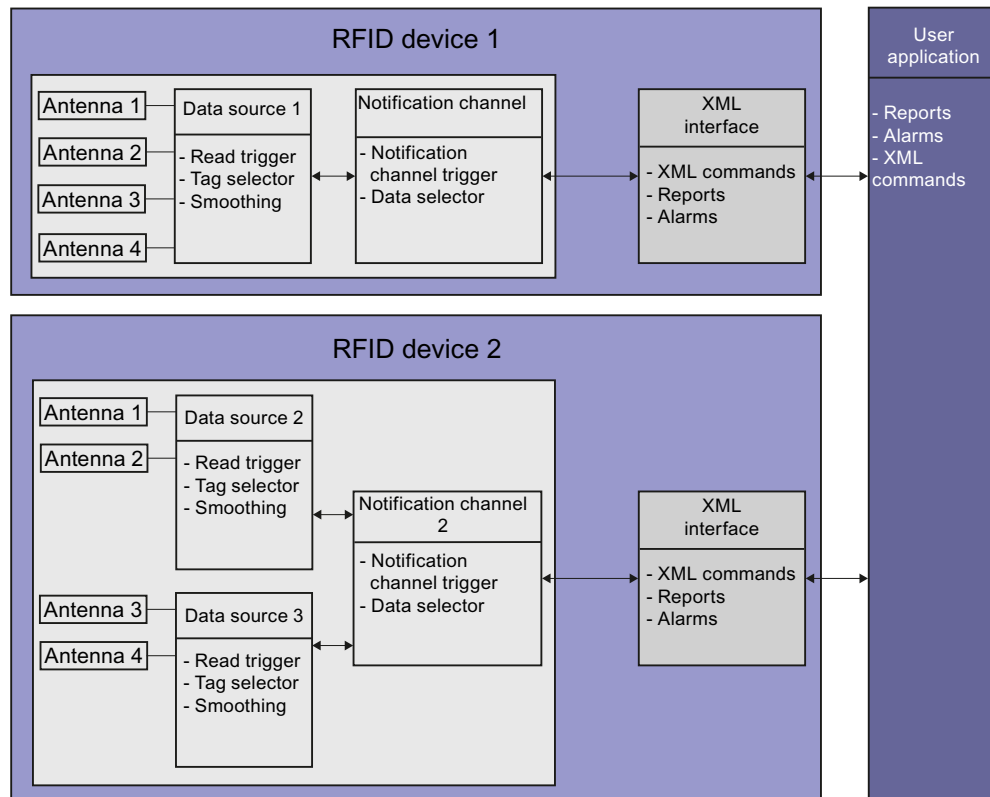 RFID device 1
Antenna 1
Antenna 2
Antenna 3
Antenna 4
Data source 1
- Read trigger
- Tag selector
- Smoothing
Notification channel
- Notification
channel trigger
- Data selector
XML
interface
- XML commands
- Reports
- Alarms
User
application
- Reports
- Alarms
- XML
commands
RFID device 2
Antenna 1
Antenna 2
Data source 2
- Read trigger
- Tag selector
- Smoothing
Antenna 3
Antenna 4
Data source 3
- Read trigger
- Tag selector
- Smoothing
Notification channel
2
- Notification
channel trigger
- Data selector
XML
interface
- XML commands
- Reports
- Alarms